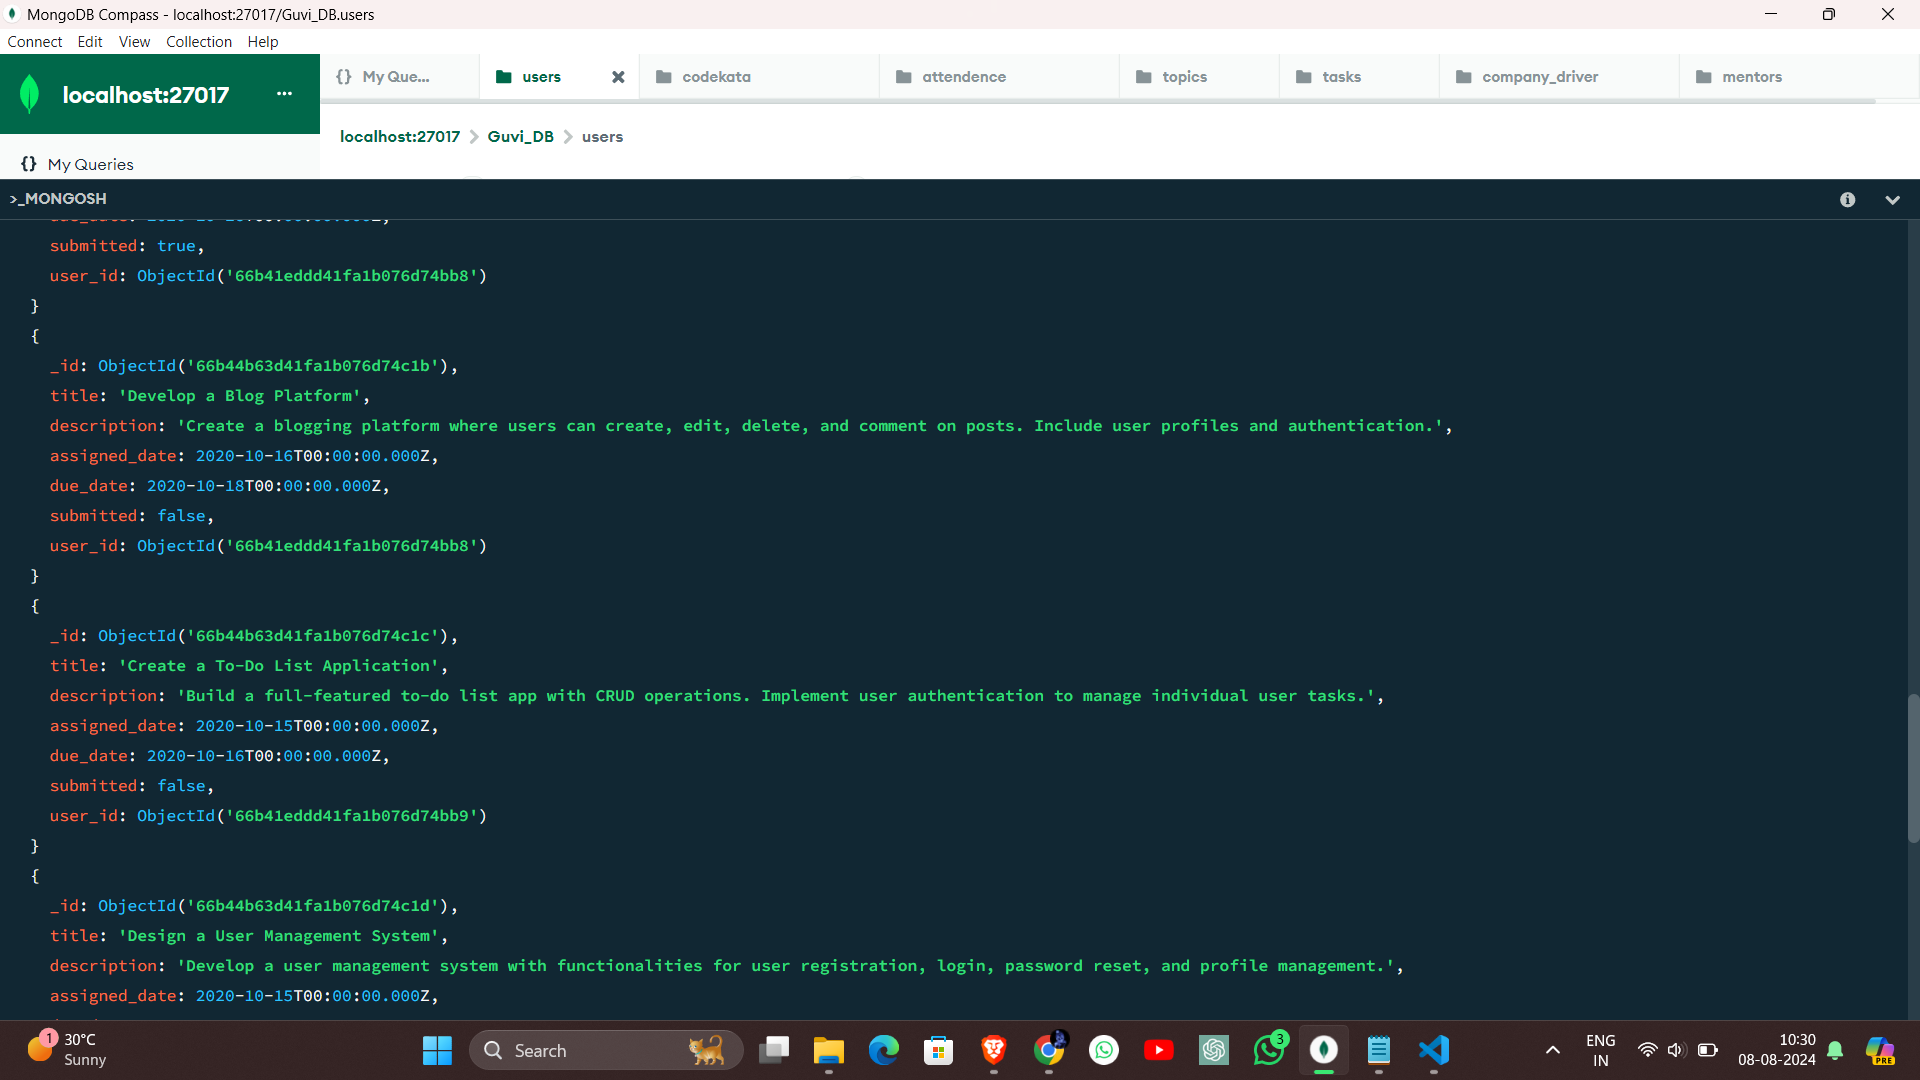 MongoDB Compass - localhost:27017/Guvi_DB.users
Connect Edit View Collection Help
localhost:27017 ...
{} My Que... users codekata attendence topics tasks company_driver mentors
localhost:27017 > Guvi_DB > users
{} My Queries
>_MONGOSH
submitted: true,
user_id: ObjectId('66b41eddd41fa1b076d74bb8')
}
{
_id: ObjectId('66b44b63d41fa1b076d74c1b'),
title: 'Develop a Blog Platform',
description: 'Create a blogging platform where users can create, edit, delete, and comment on posts. Include user profiles and authentication.',
assigned_date: 2020-10-16T00:00:00.000Z,
due_date: 2020-10-18T00:00:00.000Z,
submitted: false,
user_id: ObjectId('66b41eddd41fa1b076d74bb8')
}
{
_id: ObjectId('66b44b63d41fa1b076d74c1c'),
title: 'Create a To-Do List Application',
description: 'Build a full-featured to-do list app with CRUD operations. Implement user authentication to manage individual user tasks.',
assigned_date: 2020-10-15T00:00:00.000Z,
due_date: 2020-10-16T00:00:00.000Z,
submitted: false,
user_id: ObjectId('66b41eddd41fa1b076d74bb9')
}
{
_id: ObjectId('66b44b63d41fa1b076d74c1d'),
title: 'Design a User Management System',
description: 'Develop a user management system with functionalities for user registration, login, password reset, and profile management.',
assigned_date: 2020-10-15T00:00:00.000Z,
1
30°C
Sunny
Search
3
ENG
IN
10:30
08-08-2024
PRE